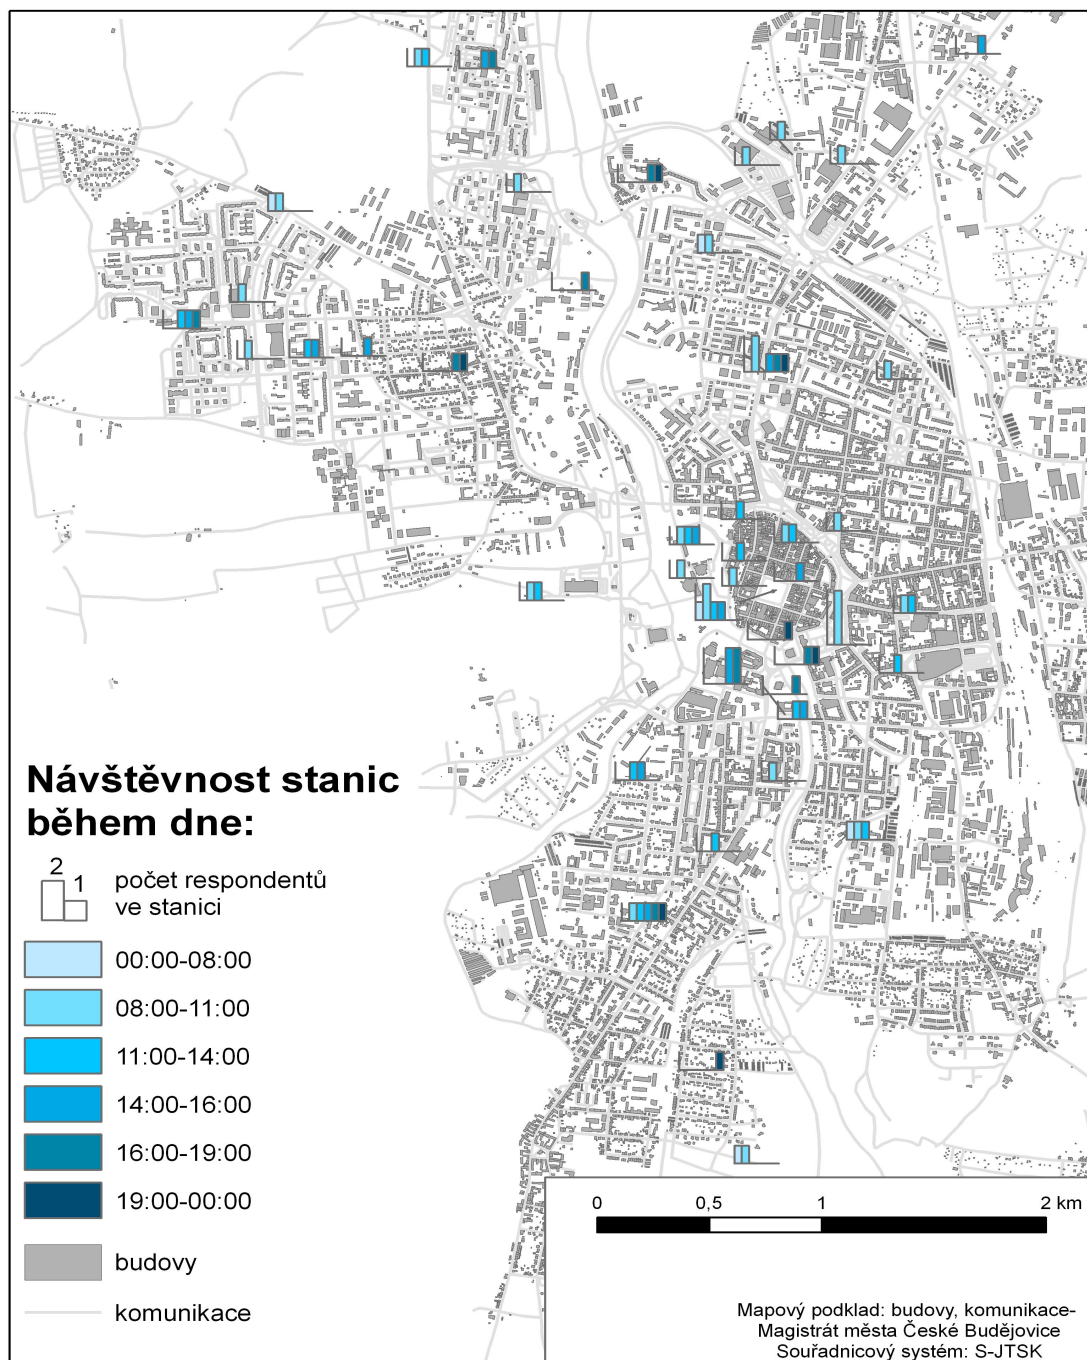 Návštěvnost stanic
během dne:
2
1
počet respondentů
ve stanici
00:00-08:00
08:00-11:00
11:00-14:00
14:00-16:00
16:00-19:00
19:00-00:00
budovy
komunikace
0 0,5 1 2 km
Mapový podklad: budovy, komunikace-
Magistrát města České Budějovice
Souřadnicový systém: S-JTSK